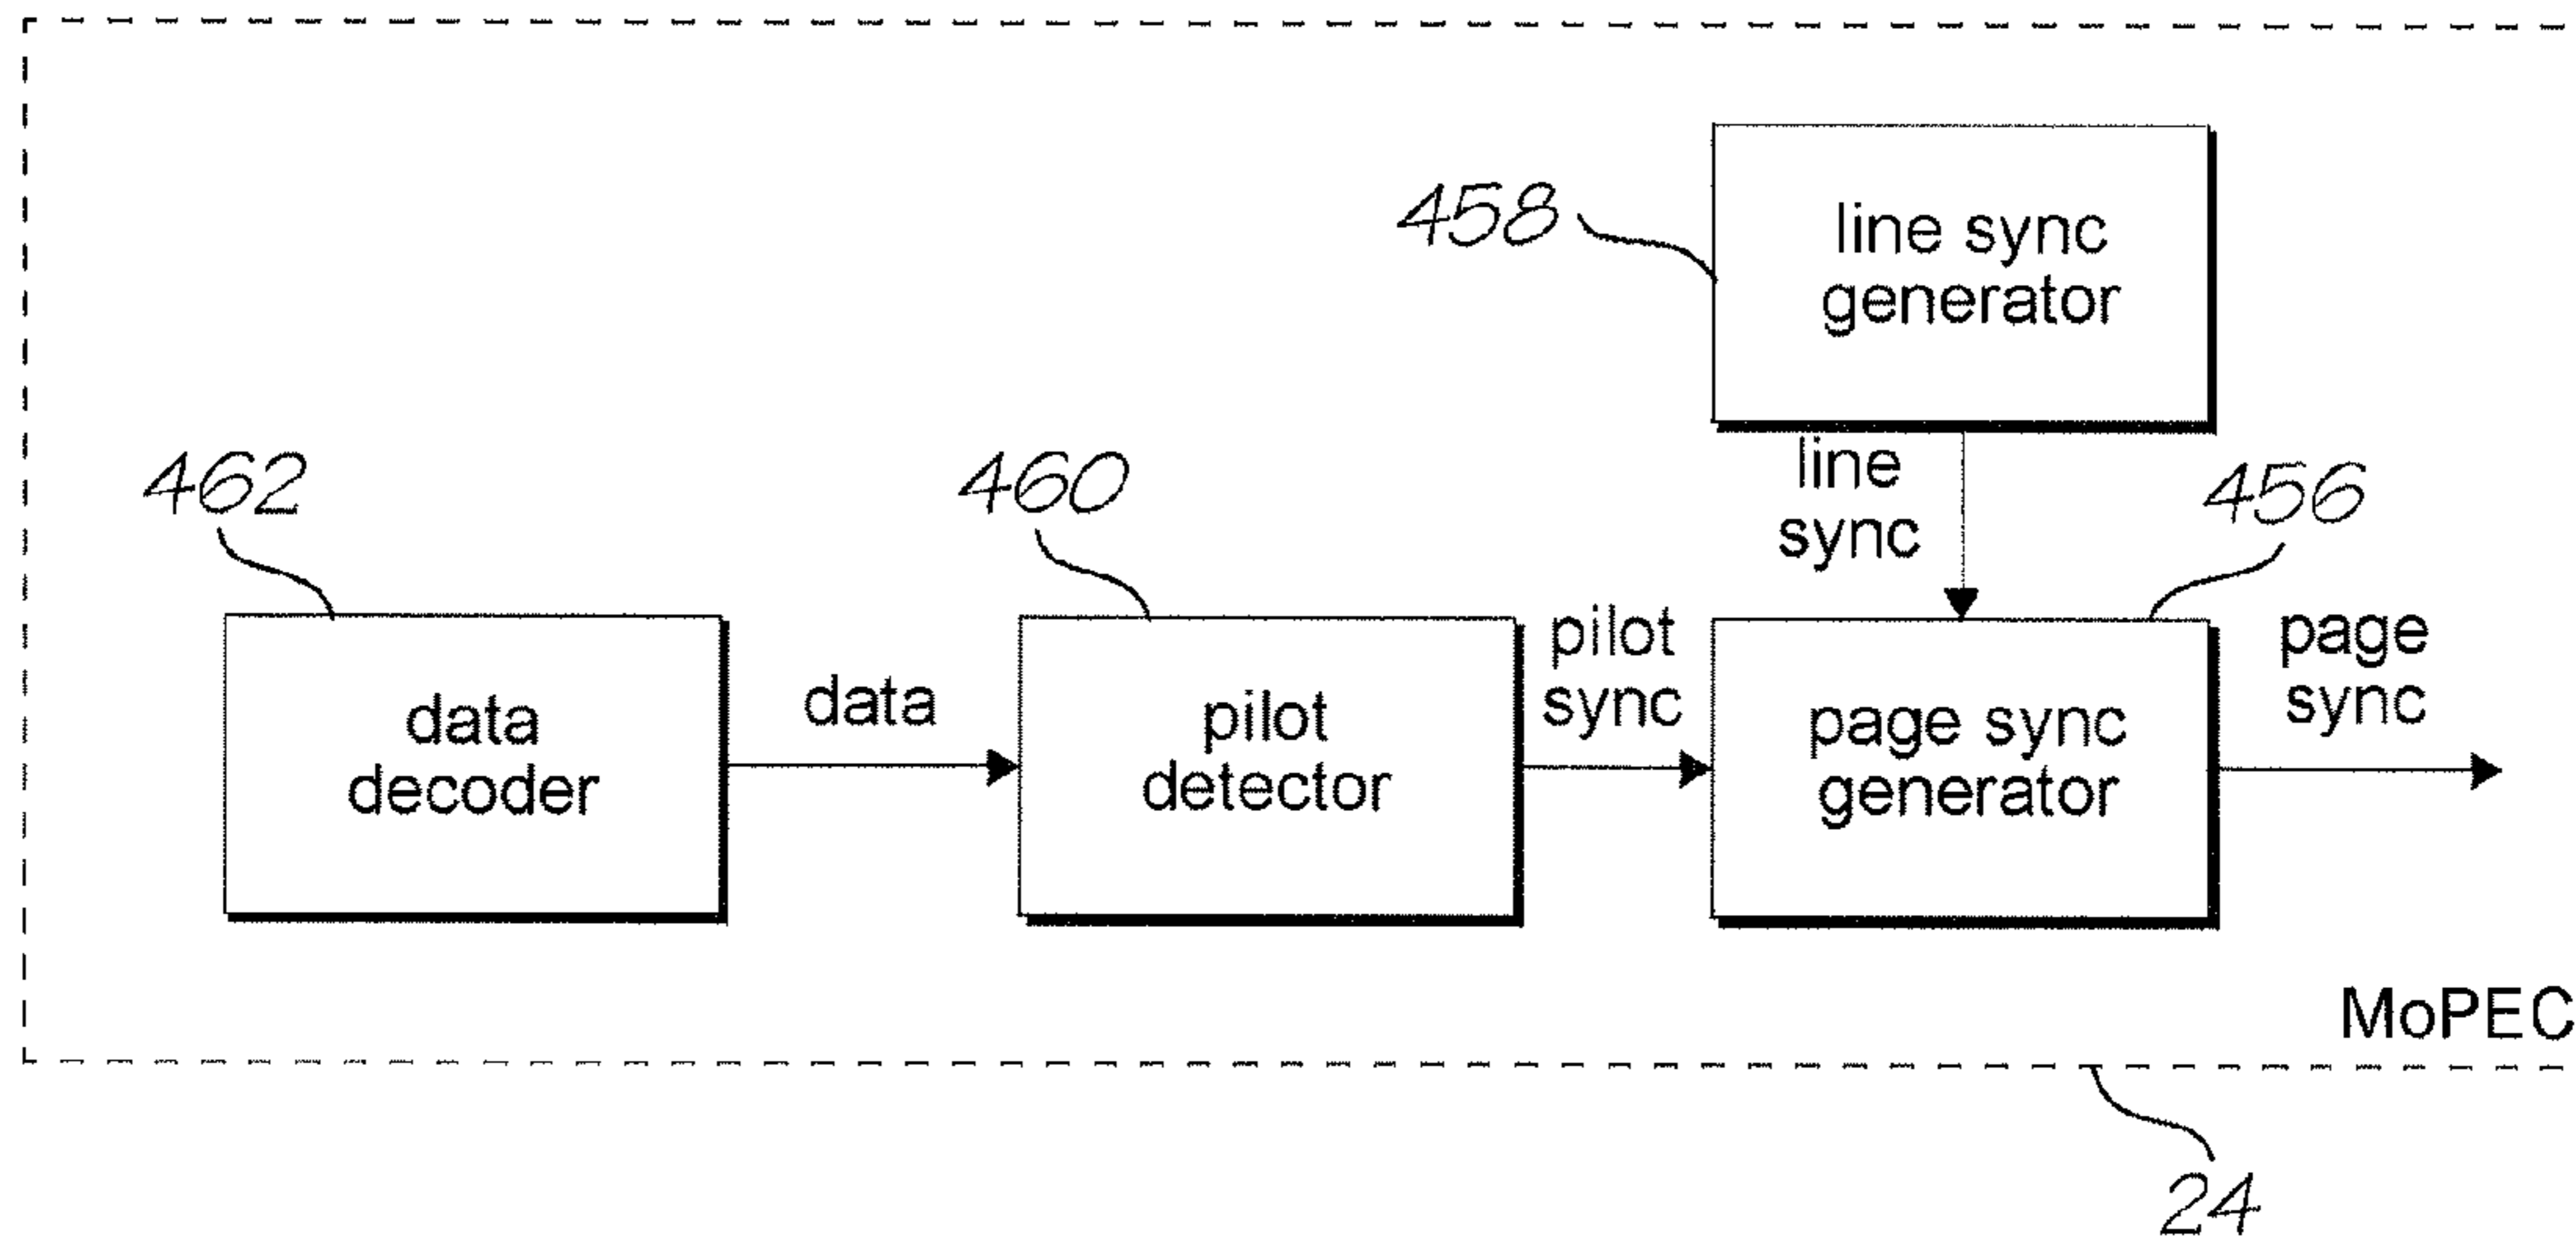 458
line sync
generator
line
sync
462
460
456
data
decoder
data
pilot
detector
pilot
sync
page sync
generator
page
sync
MoPEC
24